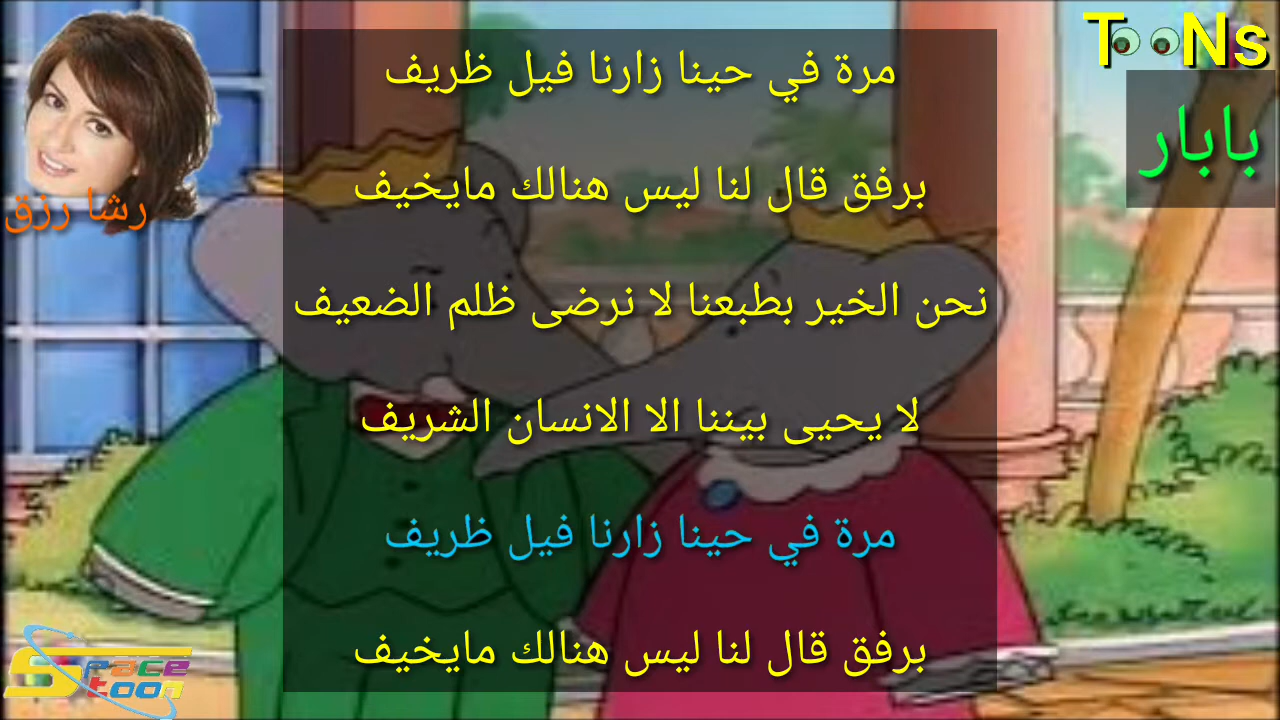 TooNs
بابار
رشا رزق
مرة في حينا زارنا فيل ظريف
برفق قال لنا ليس هنالك مايخيف
نحن الخير بطبعنا لا نرضى ظلم الضعيف
لا يحيى بيننا الا الانسان الشريف
مرة في حينا زارنا فيل ظريف
برفق قال لنا ليس هنالك مايخيف
Space
toon